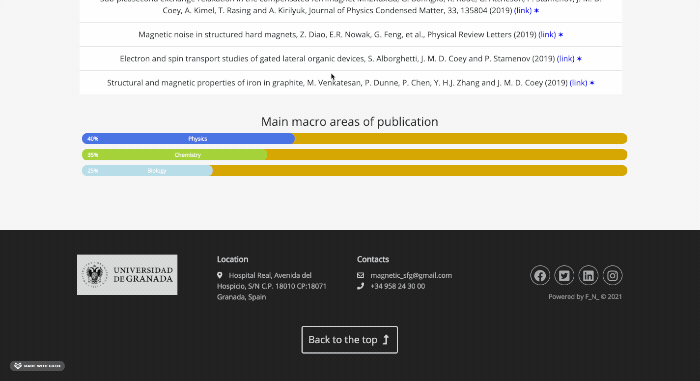 Coey, A. Kimel, T. Rasing and A. Kirilyuk, Journal of Physics Condensed Matter, 33, 135804 (2019) (link) ✶
Magnetic noise in structured hard magnets, Z. Diao, E.R. Nowak, G. Feng, et al., Physical Review Letters (2019) (link) ✶
Electron and spin transport studies of gated lateral organic devices, S. Alborghetti, J. M. D. Coey and P. Stamenov (2019) (link) ✶
Structural and magnetic properties of iron in graphite, M. Venkatesan, P. Dunne, P. Chen, Y. H.J. Zhang and J. M. D. Coey (2019) (link) ✶
Main macro areas of publication
40% Physics
35% Chemistry
25% Biology
UNIVERSIDAD
DE GRANADA
Location
Hospital Real, Avenida del
Hospicio, S/N C.P. 18010 CP:18071
Granada, Spain
Contacts
magnetic_sfg@gmail.com
+34 958 24 30 00
Powered by F_N_ © 2021
Back to the top
MADE WITH GIFOX